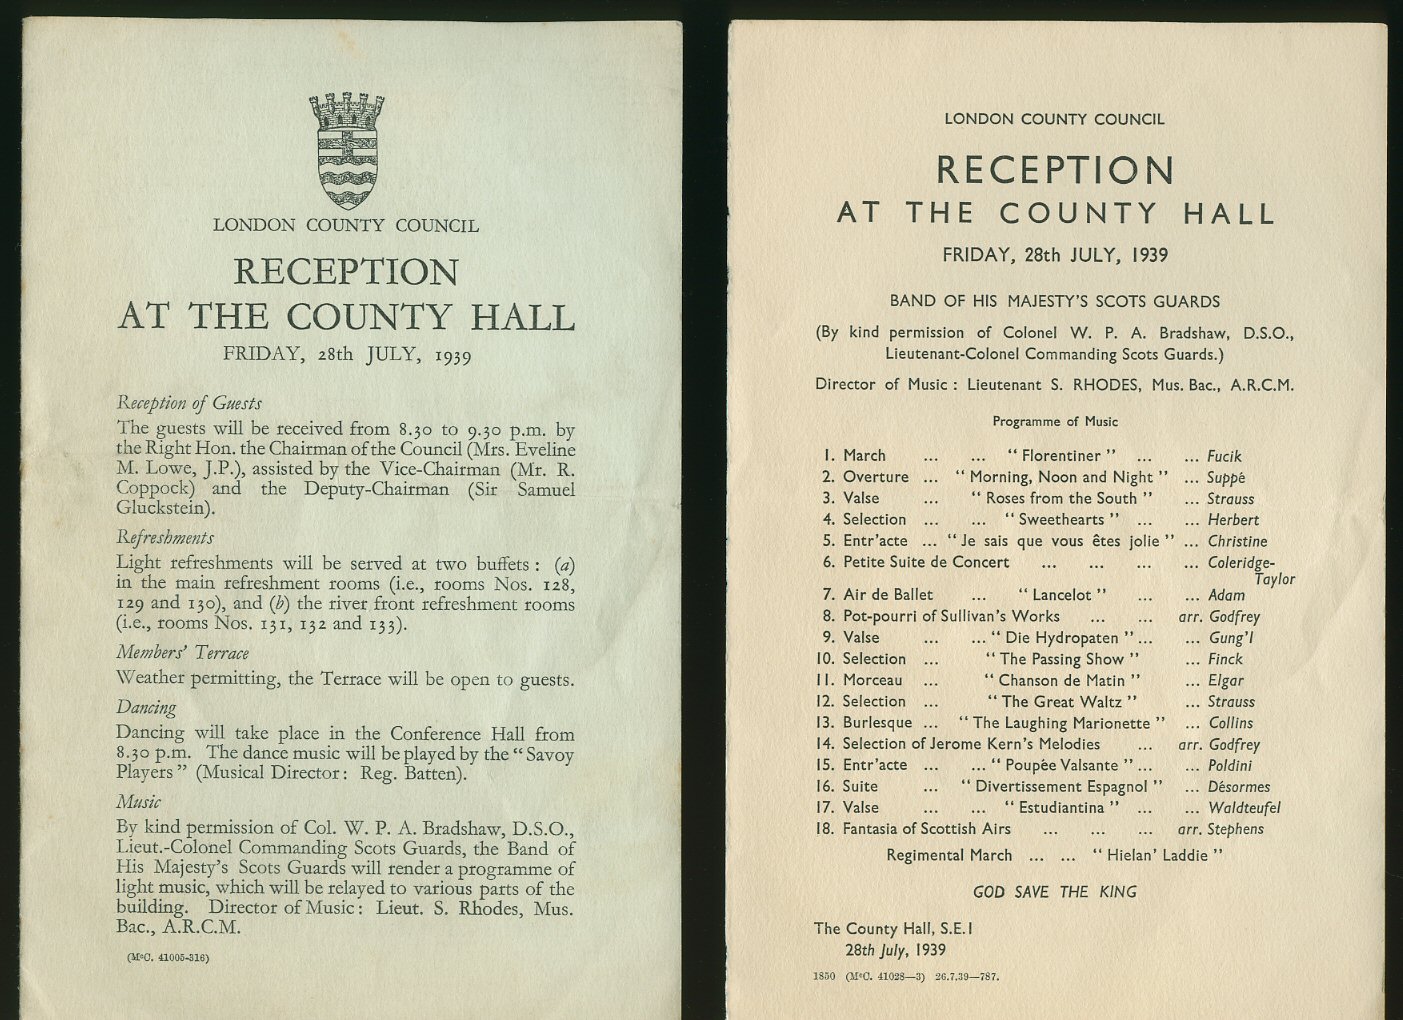 LONDON COUNTY COUNCIL
RECEPTION
AT THE COUNTY HALL
FRIDAY, 28th JULY, 1939
Reception of Guests
The guests will be received from 8.30 to 9.30 p.m. by
the Right Hon. the Chairman of the Council (Mrs. Eveline
M. Lowe, J.P.), assisted by the Vice-Chairman (Mr. R.
Coppock) and the Deputy-Chairman (Sir Samuel
Gluckstein).
Refreshments
Light refreshments will be served at two buffets : (a)
in the main refreshment rooms (i.e., rooms Nos. 128,
129 and 130), and (b) the river front refreshment rooms
(i.e., rooms Nos. 131, 132 and 133).
Members' Terrace
Weather permitting, the Terrace will be open to guests.
Dancing
Dancing will take place in the Conference Hall from
8.30 p.m. The dance music will be played by the "Savoy
Players" (Musical Director: Reg. Batten).
Music
By kind permission of Col. W. P. A. Bradshaw, D.S.O.,
Lieut.-Colonel Commanding Scots Guards, the Band of
His Majesty's Scots Guards will render a programme of
light music, which will be relayed to various parts of the
building. Director of Music: Lieut. S. Rhodes, Mus.
Bac., A.R.C.M.
(MᶜC. 41005-316)
LONDON COUNTY COUNCIL
RECEPTION
AT THE COUNTY HALL
FRIDAY, 28th JULY, 1939
BAND OF HIS MAJESTY'S SCOTS GUARDS
(By kind permission of Colonel W. P. A. Bradshaw, D.S.O.,
Lieutenant-Colonel Commanding Scots Guards.)
Director of Music : Lieutenant S. RHODES, Mus. Bac., A.R.C.M.
Programme of Music
1. March ... ... "Florentiner" ... ... Fucik
2. Overture ... "Morning, Noon and Night" ... Suppé
3. Valse ... "Roses from the South" ... Strauss
4. Selection ... ... "Sweethearts" ... ... Herbert
5. Entr'acte ... "Je sais que vous êtes jolie" ... Christine
6. Petite Suite de Concert ... ... ... ... Coleridge-
Taylor
7. Air de Ballet ... "Lancelot" ... ... Adam
8. Pot-pourri of Sullivan's Works ... ... arr. Godfrey
9. Valse ... ... "Die Hydropaten" ... ... Gung'l
10. Selection ... "The Passing Show" ... Finck
11. Morceau ... "Chanson de Matin" ... Elgar
12. Selection ... "The Great Waltz" ... Strauss
13. Burlesque ... "The Laughing Marionette" ... Collins
14. Selection of Jerome Kern's Melodies ... arr. Godfrey
15. Entr'acte ... ... "Poupée Valsante" ... ... Poldini
16. Suite ... "Divertissement Espagnol" ... Désormes
17. Valse ... ... "Estudiantina" ... ... Waldteufel
18. Fantasia of Scottish Airs ... ... ... arr. Stephens
Regimental March ... ... "Hielan' Laddie"
GOD SAVE THE KING
The County Hall, S.E.1
28th July, 1939
1850 (MᶜC. 41028—3) 26.7.39—787.